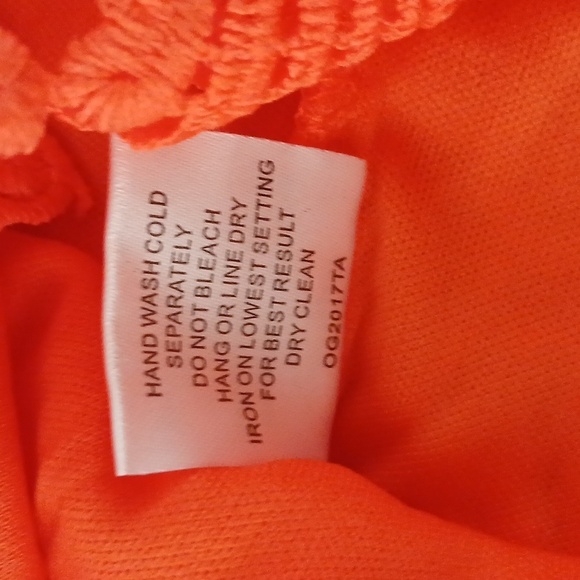 HAND WASH COLD
SEPARATELY
DO NOT BLEACH
HANG OR LINE DRY
IRON ON LOWEST SETTING
FOR BEST RESULT
DRY CLEAN
OG2017TA